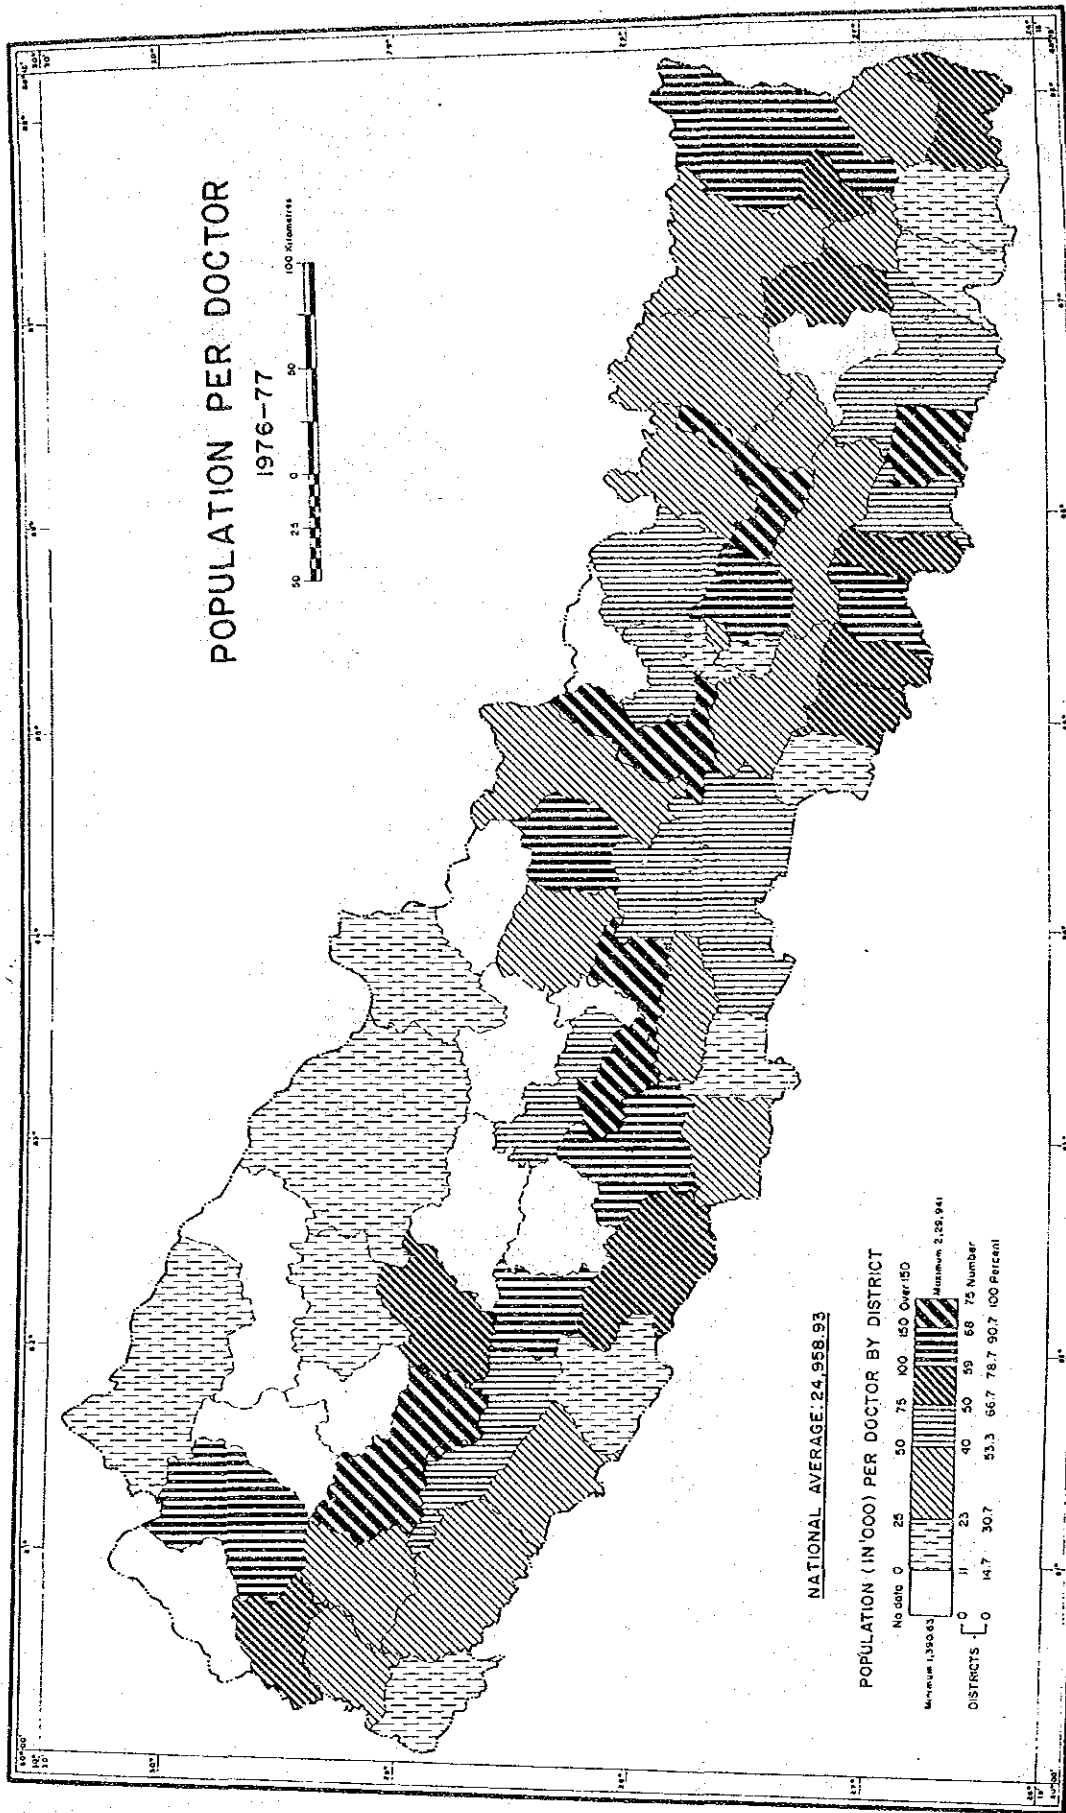 POPULATION PER DOCTOR
1976-77
50 25 0 50 100 Kilometres
NATIONAL AVERAGE: 24,958.93
POPULATION (IN'000) PER DOCTOR BY DISTRICT
No data 0 25 50 75 100 150 Over 150
Minimum 1,390.63
Maximum 2,29,941
DISTRICTS
0 11 23 40 50 59 68 75 Number
0 14.7 30.7 53.3 66.7 78.7 90.7 100 Percent